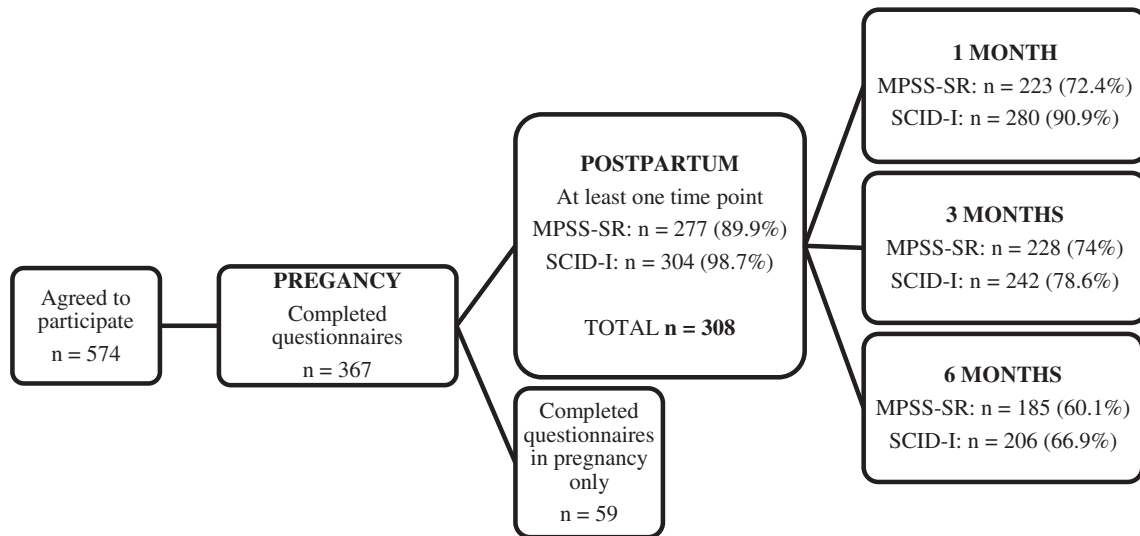 Agreed to
participate
n = 574
PREGANCY
Completed
questionnaires
n = 367
POSTPARTUM
At least one time point
MPSS-SR: n = 277 (89.9%)
SCID-I: n = 304 (98.7%)
TOTAL n = 308
Completed
questionnaires
in pregnancy
only
n = 59
1 MONTH
MPSS-SR: n = 223 (72.4%)
SCID-I: n = 280 (90.9%)
3 MONTHS
MPSS-SR: n = 228 (74%)
SCID-I: n = 242 (78.6%)
6 MONTHS
MPSS-SR: n = 185 (60.1%)
SCID-I: n = 206 (66.9%)